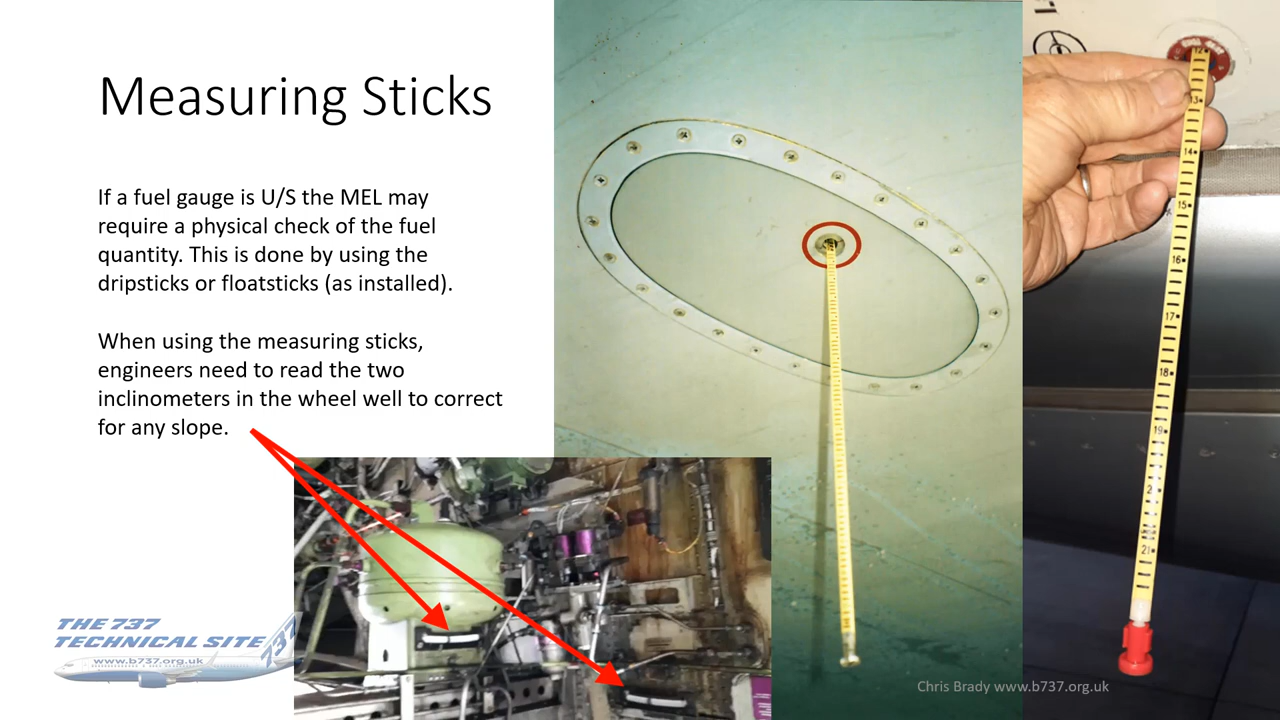 Measuring Sticks
If a fuel gauge is U/S the MEL may
require a physical check of the fuel
quantity. This is done by using the
dripsticks or floatsticks (as installed).
When using the measuring sticks,
engineers need to read the two
inclinometers in the wheel well to correct
for any slope.
THE 737
TECHNICAL SITE
737
www.b737.org.uk
12
13
14
15
16
17
18
19
21
Chris Brady www.b737.org.uk